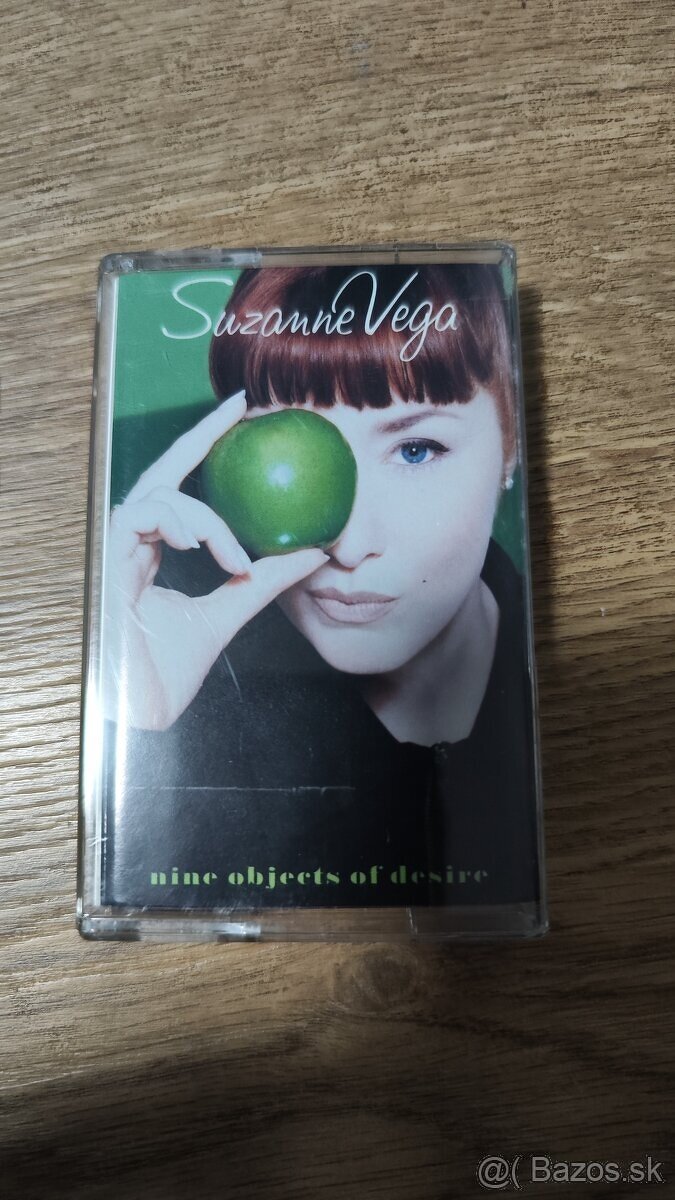 Suzanne Vega
nine objects of desire
@( Bazos.sk